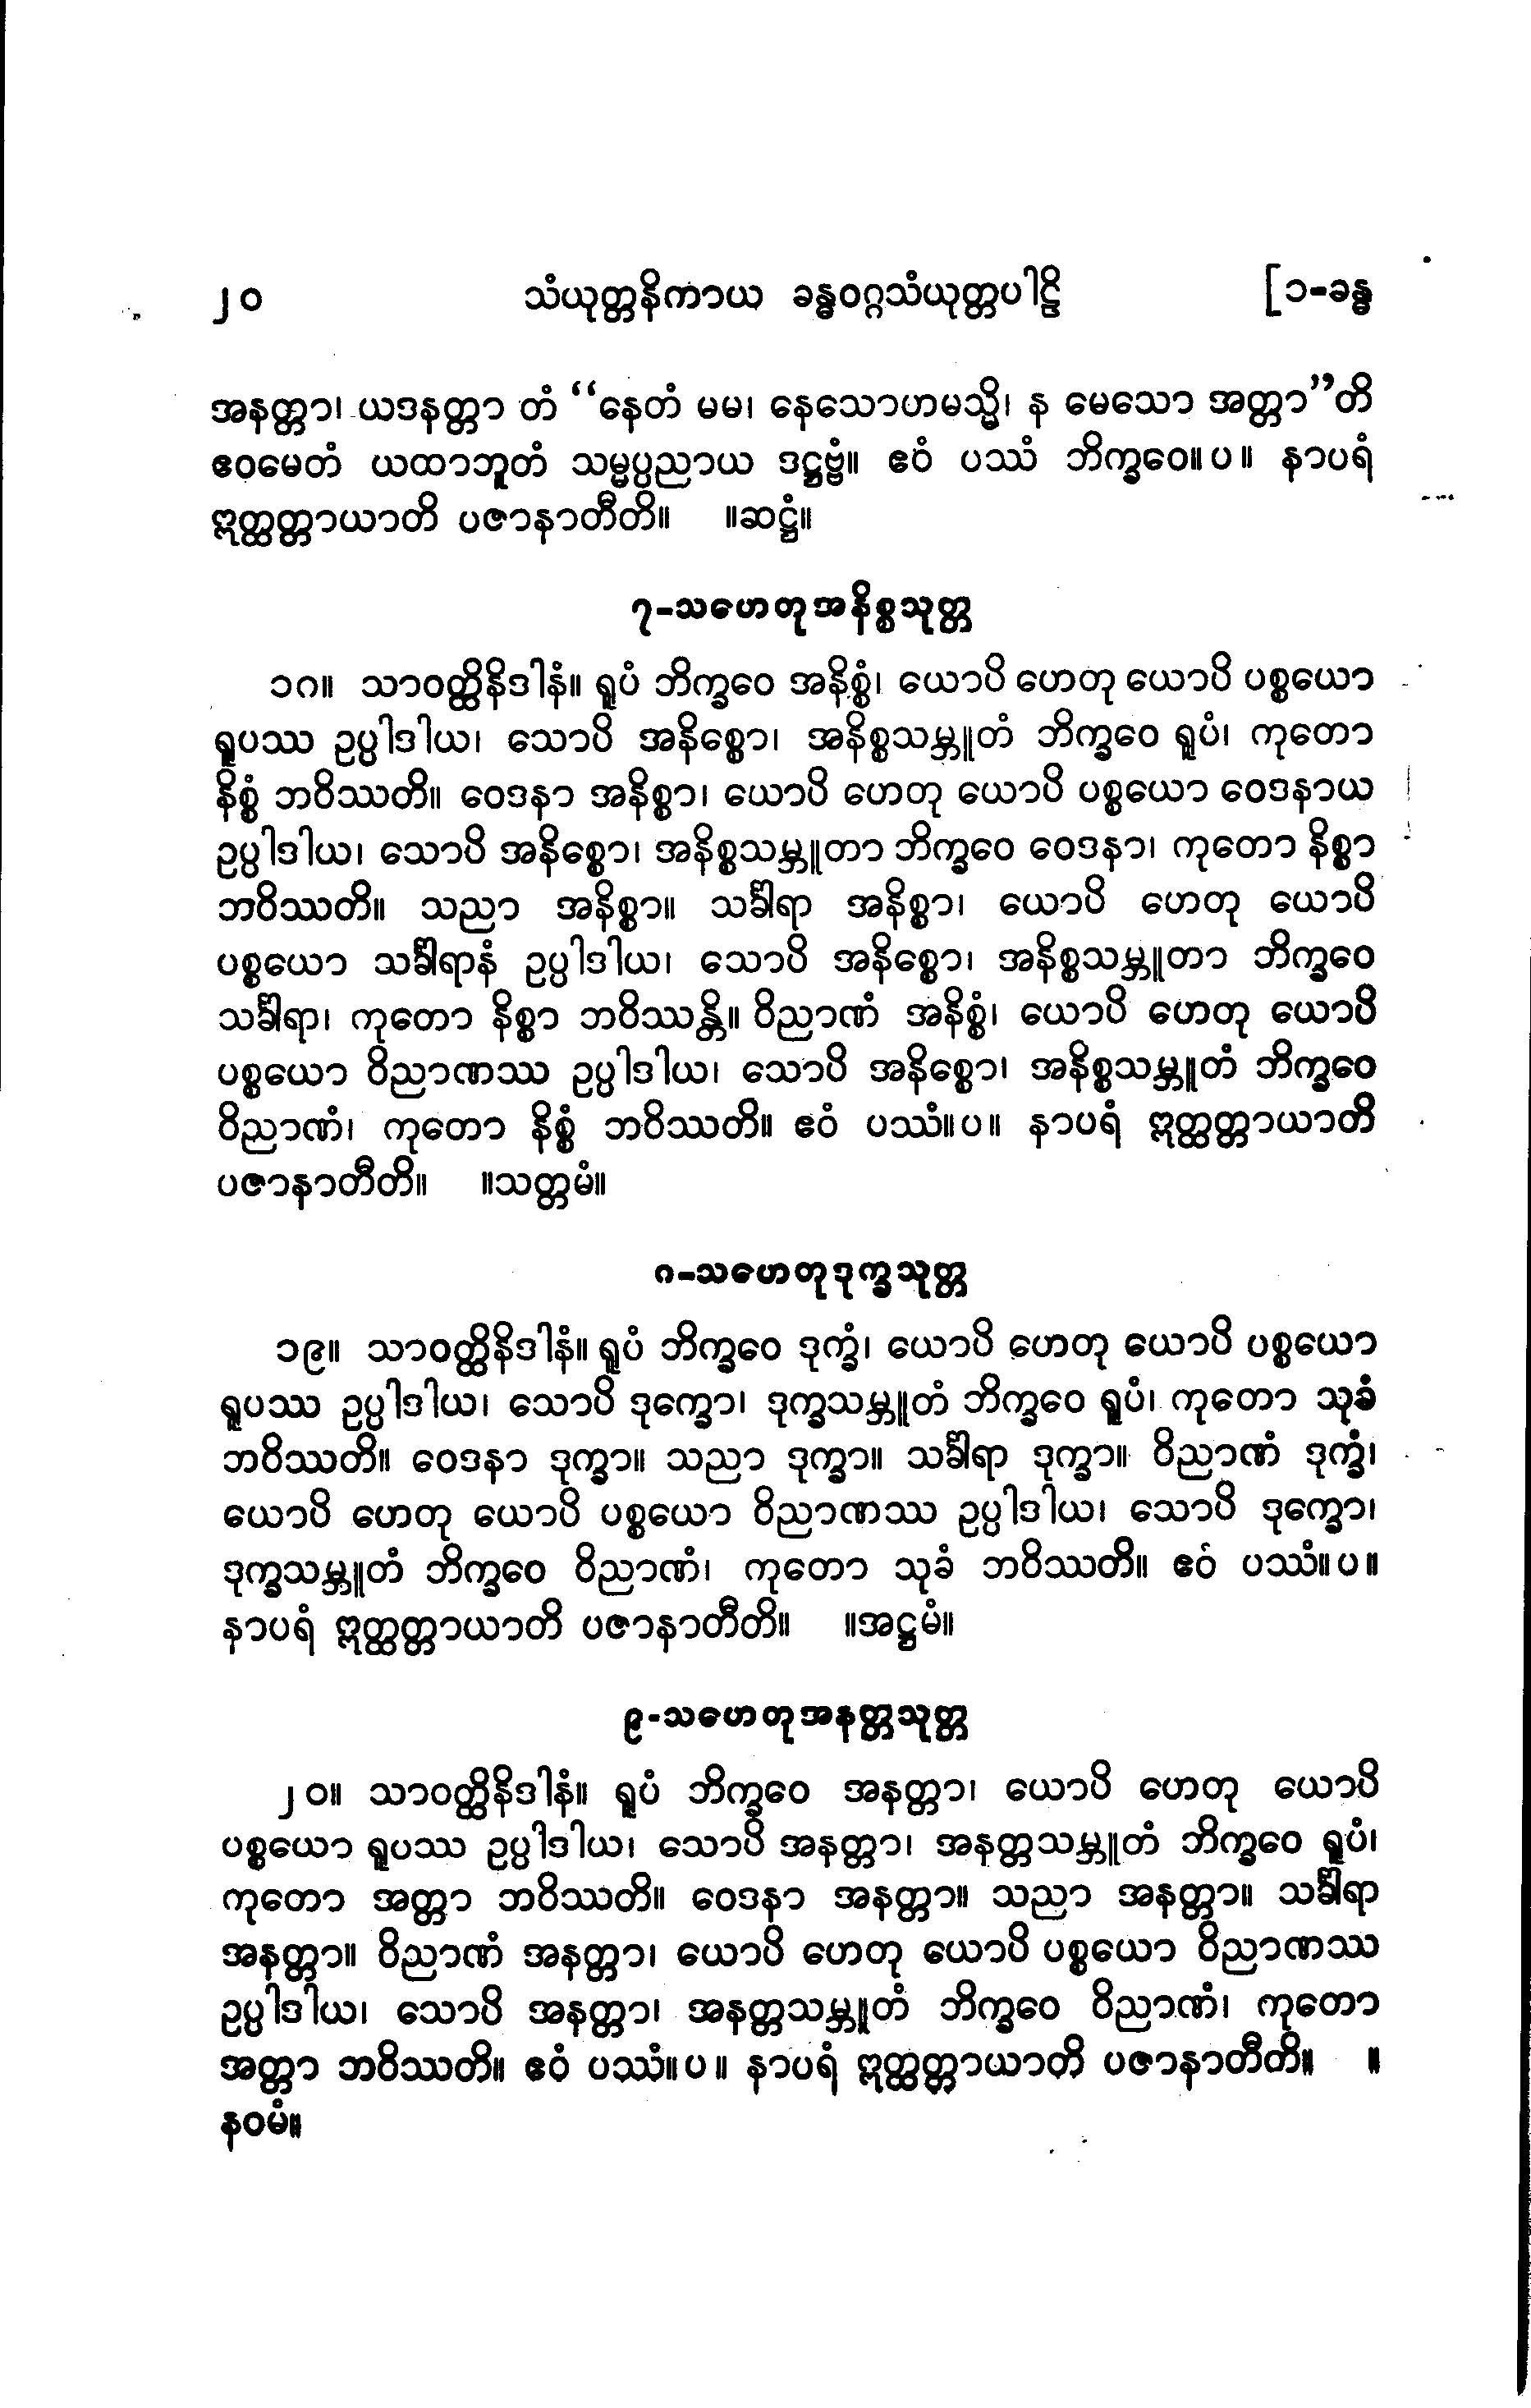 ၂၀ သံယုတ္တနိကာယ ခန္ဓဝဂ္ဂသံယုတ္တပါဠိ [၁-ခန္ဓ
အနတ္တာ၊ ယဒနတ္တာ တံ “နေတံ မမ၊ နေသောဟမသ္မိ၊ န မေသော အတ္တာ”တိ
ဧဝမေတံ ယထာဘူတံ သမ္မပ္ပညာယ ဒဋ္ဌဗ္ဗံ။ ဧဝံ ပဿံ ဘိက္ခဝေ။ပ။ နာပရံ
ဣတ္ထတ္တာယာတိ ပဇာနာတီတိ။ ။ဆဋ္ဌံ။
၇-သဟေတုအနိစ္စသုတ္တ
၁၈။ သာဝတ္ထိနိဒါနံ။ ရူပံ ဘိက္ခဝေ အနိစ္စံ၊ ယောပိ ဟေတု ယောပိ ပစ္စယော
ရူပဿ ဥပ္ပါဒါယ၊ သောပိ အနိစ္စော၊ အနိစ္စသမ္ဘူတံ ဘိက္ခဝေ ရူပံ၊ ကုတော
နိစ္စံ ဘဝိဿတိ။ ဝေဒနာ အနိစ္စာ၊ ယောပိ ဟေတု ယောပိ ပစ္စယော ဝေဒနာယ
ဥပ္ပါဒါယ၊ သောပိ အနိစ္စော၊ အနိစ္စသမ္ဘူတာ ဘိက္ခဝေ ဝေဒနာ၊ ကုတော နိစ္စာ
ဘဝိဿတိ။ သညာ အနိစ္စာ။ သင်္ခါရာ အနိစ္စာ၊ ယောပိ ဟေတု ယောပိ
ပစ္စယော သင်္ခါရာနံ ဥပ္ပါဒါယ၊ သောပိ အနိစ္စော၊ အနိစ္စသမ္ဘူတာ ဘိက္ခဝေ
သင်္ခါရာ၊ ကုတော နိစ္စာ ဘဝိဿန္တိ။ ဝိညာဏံ အနိစ္စံ၊ ယောပိ ဟေတု ယောပိ
ပစ္စယော ဝိညာဏဿ ဥပ္ပါဒါယ၊ သောပိ အနိစ္စော၊ အနိစ္စသမ္ဘူတံ ဘိက္ခဝေ
ဝိညာဏံ၊ ကုတော နိစ္စံ ဘဝိဿတိ။ ဧဝံ ပဿံ။ပ။ နာပရံ ဣတ္ထတ္တာယာတိ
ပဇာနာတီတိ။ ။သတ္တမံ။
၈-သဟေတုဒုက္ခသုတ္တ
၁၉။ သာဝတ္ထိနိဒါနံ။ ရူပံ ဘိက္ခဝေ ဒုက္ခံ၊ ယောပိ ဟေတု ယောပိ ပစ္စယော
ရူပဿ ဥပ္ပါဒါယ၊ သောပိ ဒုက္ခော၊ ဒုက္ခသမ္ဘူတံ ဘိက္ခဝေ ရူပံ၊ ကုတော သုခံ
ဘဝိဿတိ။ ဝေဒနာ ဒုက္ခာ။ သညာ ဒုက္ခာ။ သင်္ခါရာ ဒုက္ခာ။ ဝိညာဏံ ဒုက္ခံ၊
ယောပိ ဟေတု ယောပိ ပစ္စယော ဝိညာဏဿ ဥပ္ပါဒါယ၊ သောပိ ဒုက္ခော၊
ဒုက္ခသမ္ဘူတံ ဘိက္ခဝေ ဝိညာဏံ၊ ကုတော သုခံ ဘဝိဿတိ။ ဧဝံ ပဿံ။ပ။
နာပရံ ဣတ္ထတ္တာယာတိ ပဇာနာတီတိ။ ။အဋ္ဌမံ။
၉-သဟေတုအနတ္တသုတ္တ
၂၀။ သာဝတ္ထိနိဒါနံ။ ရူပံ ဘိက္ခဝေ အနတ္တာ၊ ယောပိ ဟေတု ယောပိ
ပစ္စယော ရူပဿ ဥပ္ပါဒါယ၊ သောပိ အနတ္တာ၊ အနတ္တသမ္ဘူတံ ဘိက္ခဝေ ရူပံ၊
ကုတော အတ္တာ ဘဝိဿတိ။ ဝေဒနာ အနတ္တာ။ သညာ အနတ္တာ။ သင်္ခါရာ
အနတ္တာ။ ဝိညာဏံ အနတ္တာ၊ ယောပိ ဟေတု ယောပိ ပစ္စယော ဝိညာဏဿ
ဥပ္ပါဒါယ၊ သောပိ အနတ္တာ၊ အနတ္တသမ္ဘူတံ ဘိက္ခဝေ ဝိညာဏံ၊ ကုတော
အတ္တာ ဘဝိဿတိ။ ဧဝံ ပဿံ။ပ။ နာပရံ ဣတ္ထတ္တာယာတိ ပဇာနာတီတိ။ ။
နဝမံ။